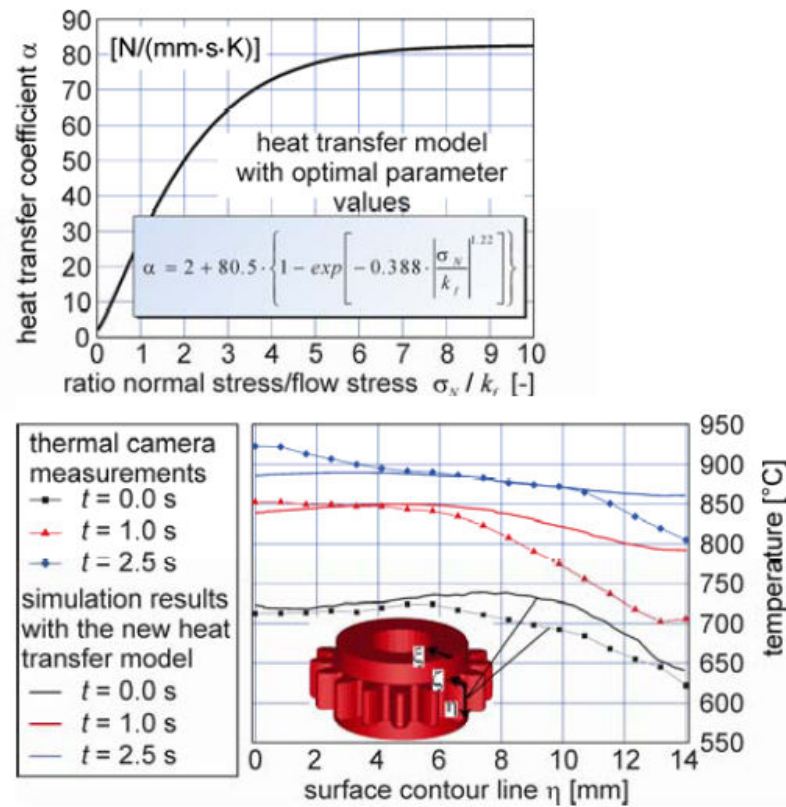 90
80
70
60
50
40
30
20
10
0
heat transfer coefficient α
[N/(mm·s·K)]
heat transfer model
with optimal parameter
values
α = 2 + 80.5 · {1 − exp[−0.388 · |σN / kf|^1.22]}
0 1 2 3 4 5 6 7 8 9 10
ratio normal stress/flow stress σN / kf [-]
thermal camera
measurements
t = 0.0 s
t = 1.0 s
t = 2.5 s
simulation results
with the new heat
transfer model
t = 0.0 s
t = 1.0 s
t = 2.5 s
950
900
850
800
750
700
650
600
550
temperature [°C]
η
0 2 4 6 8 10 12 14
surface contour line η [mm]